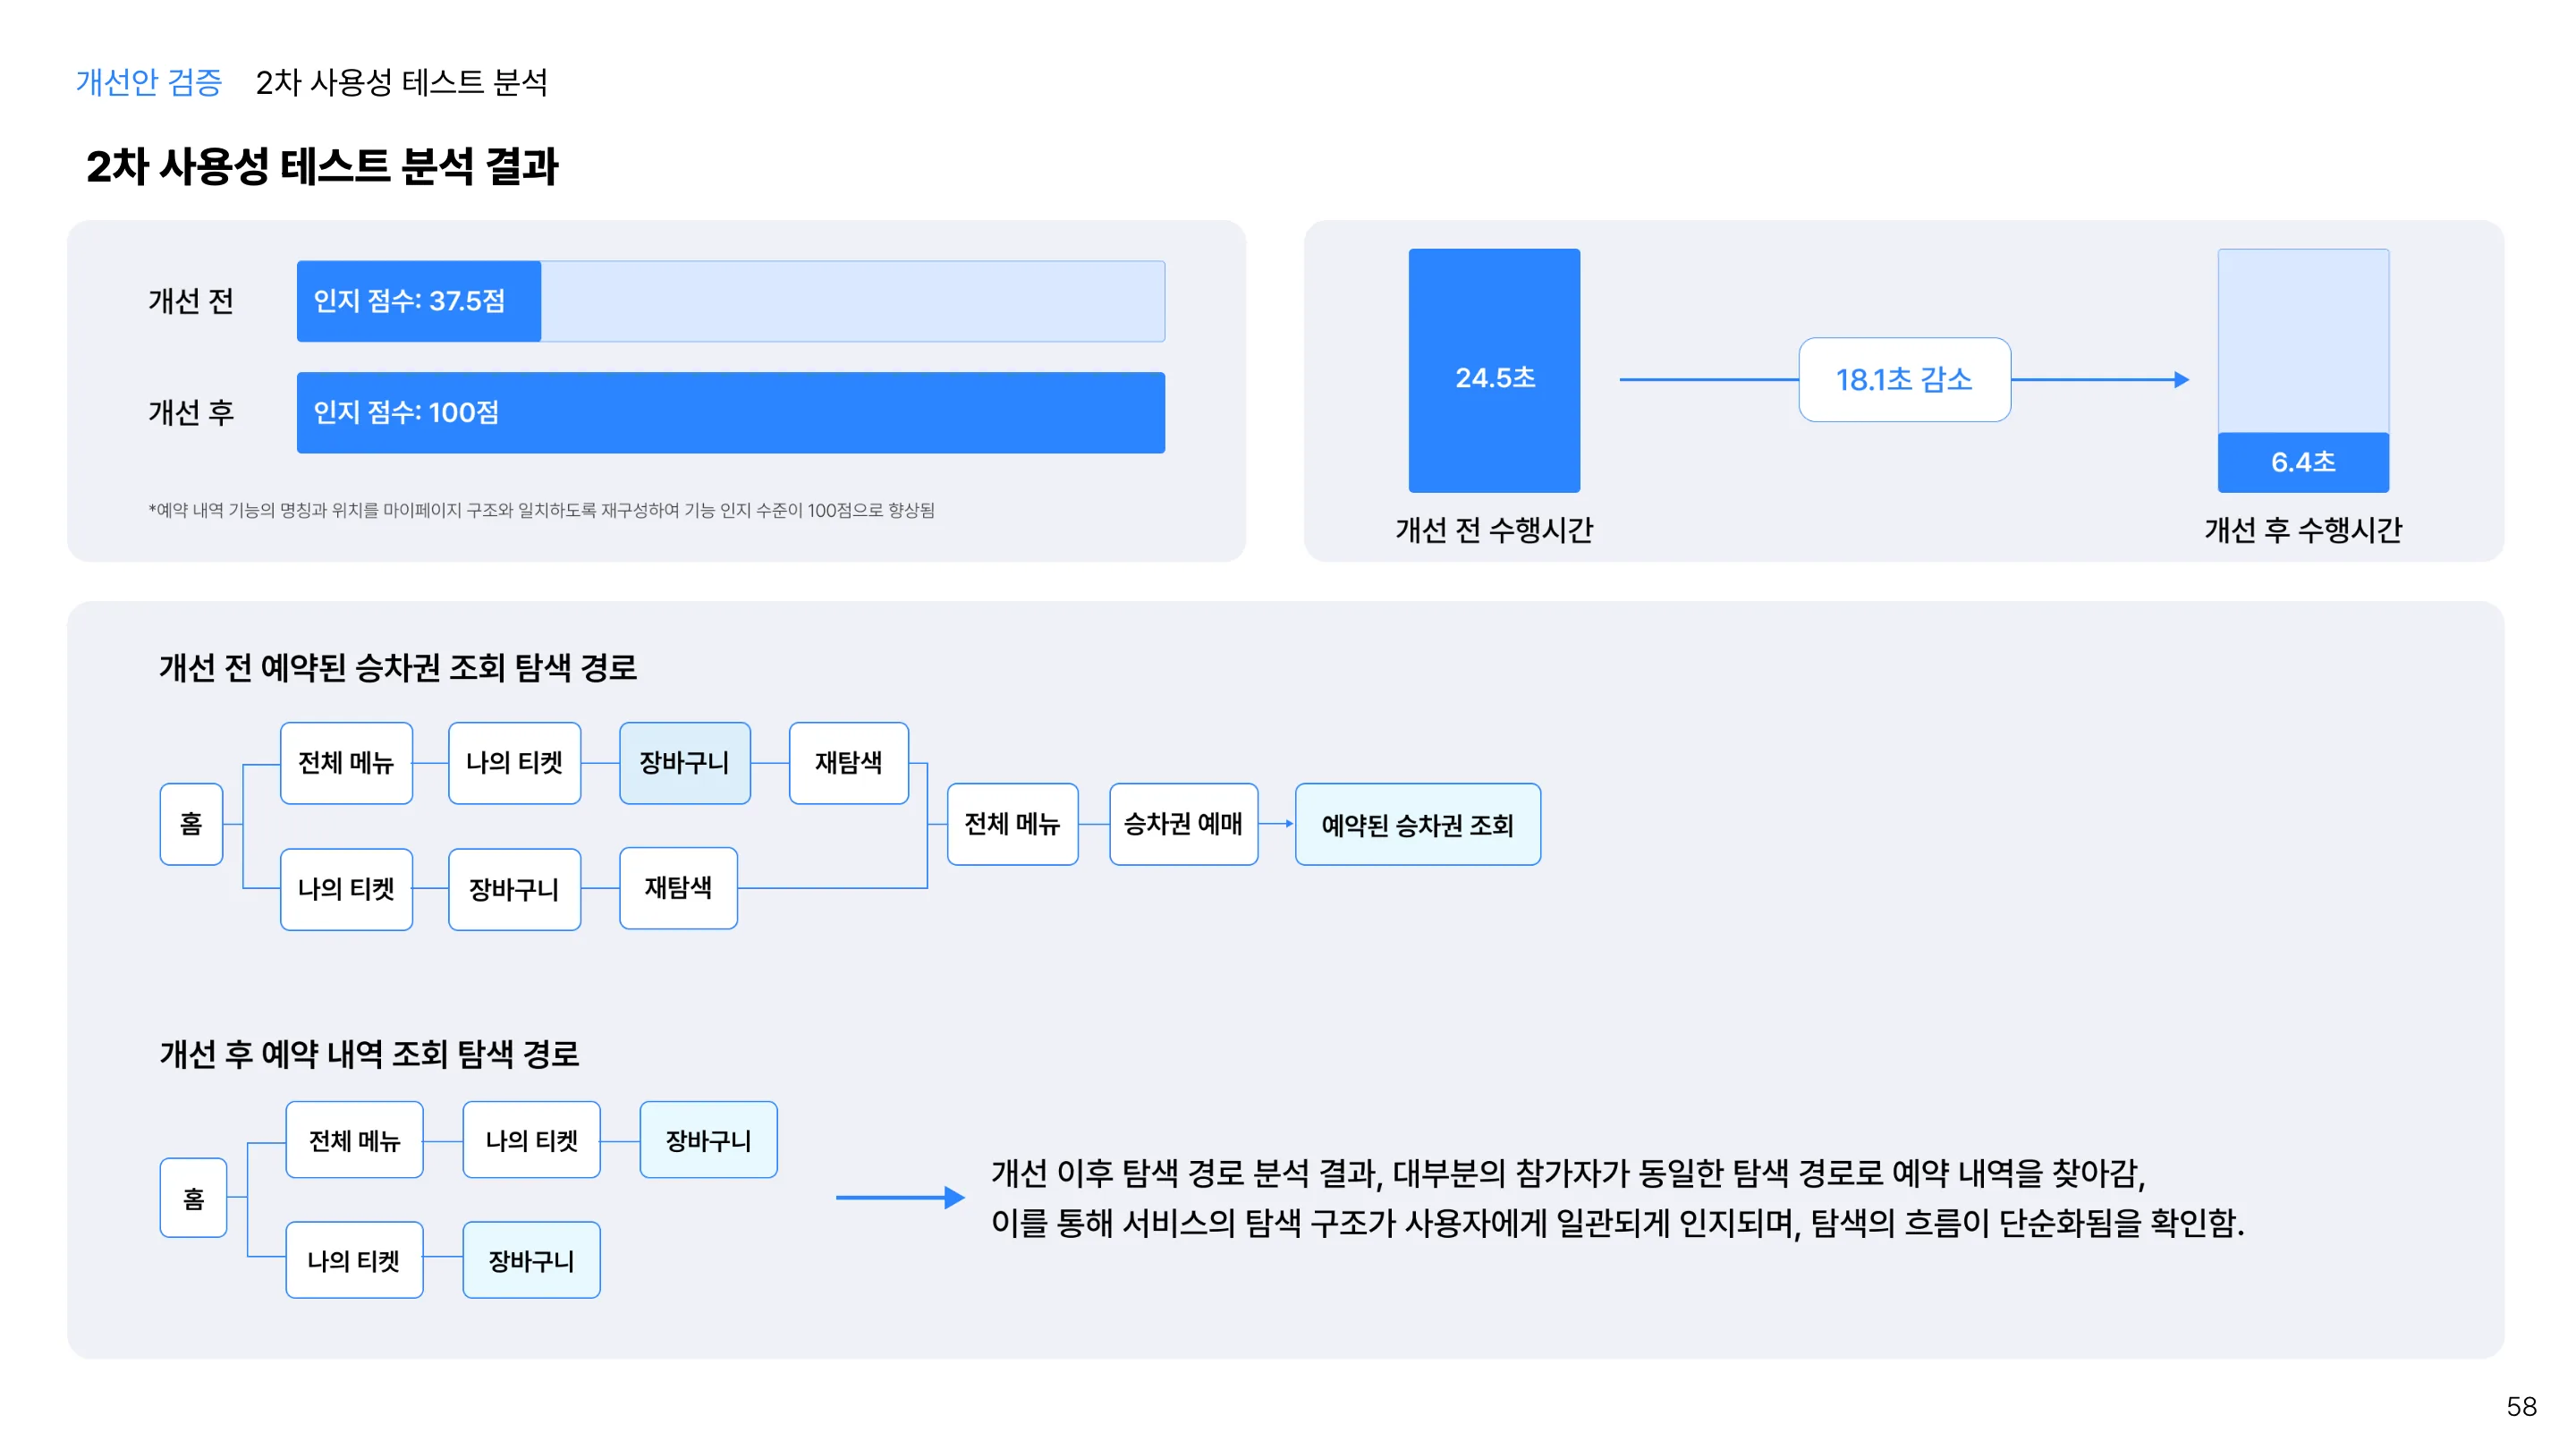 개선안 검증 2차 사용성 테스트 분석
2차 사용성 테스트 분석 결과
개선 전
인지 점수: 37.5점
개선 후
인지 점수: 100점
*예약 내역 기능의 명칭과 위치를 마이페이지 구조와 일치하도록 재구성하여 기능 인지 수준이 100점으로 향상됨
24.5초
18.1초 감소
6.4초
개선 전 수행시간
개선 후 수행시간
개선 전 예약된 승차권 조회 탐색 경로
홈
전체 메뉴
나의 티켓
장바구니
재탐색
나의 티켓
장바구니
재탐색
전체 메뉴
승차권 예매
예약된 승차권 조회
개선 후 예약 내역 조회 탐색 경로
홈
전체 메뉴
나의 티켓
장바구니
나의 티켓
장바구니
개선 이후 탐색 경로 분석 결과, 대부분의 참가자가 동일한 탐색 경로로 예약 내역을 찾아감,
이를 통해 서비스의 탐색 구조가 사용자에게 일관되게 인지되며, 탐색의 흐름이 단순화됨을 확인함.
58